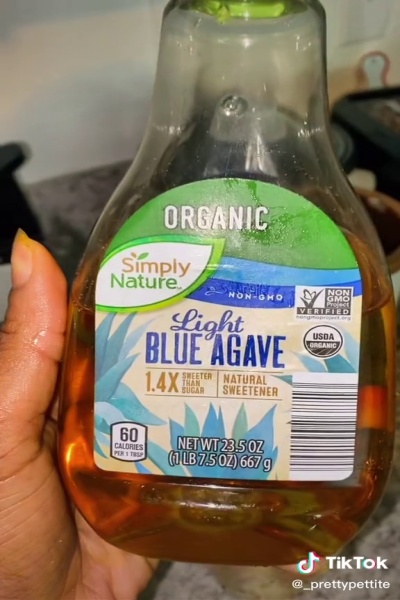 ORGANIC
Simply
Nature
NON-GMO
NON
GMO
Project
VERIFIED
nongmoproject.org
Light
BLUE AGAVE
USDA
ORGANIC
1.4X SWEETER THAN SUGAR
NATURAL SWEETENER
60
CALORIES
PER 1 TBSP
NET WT 23.5 OZ
(1 LB 7.5 OZ) 667 g
TikTok
@_prettypettite